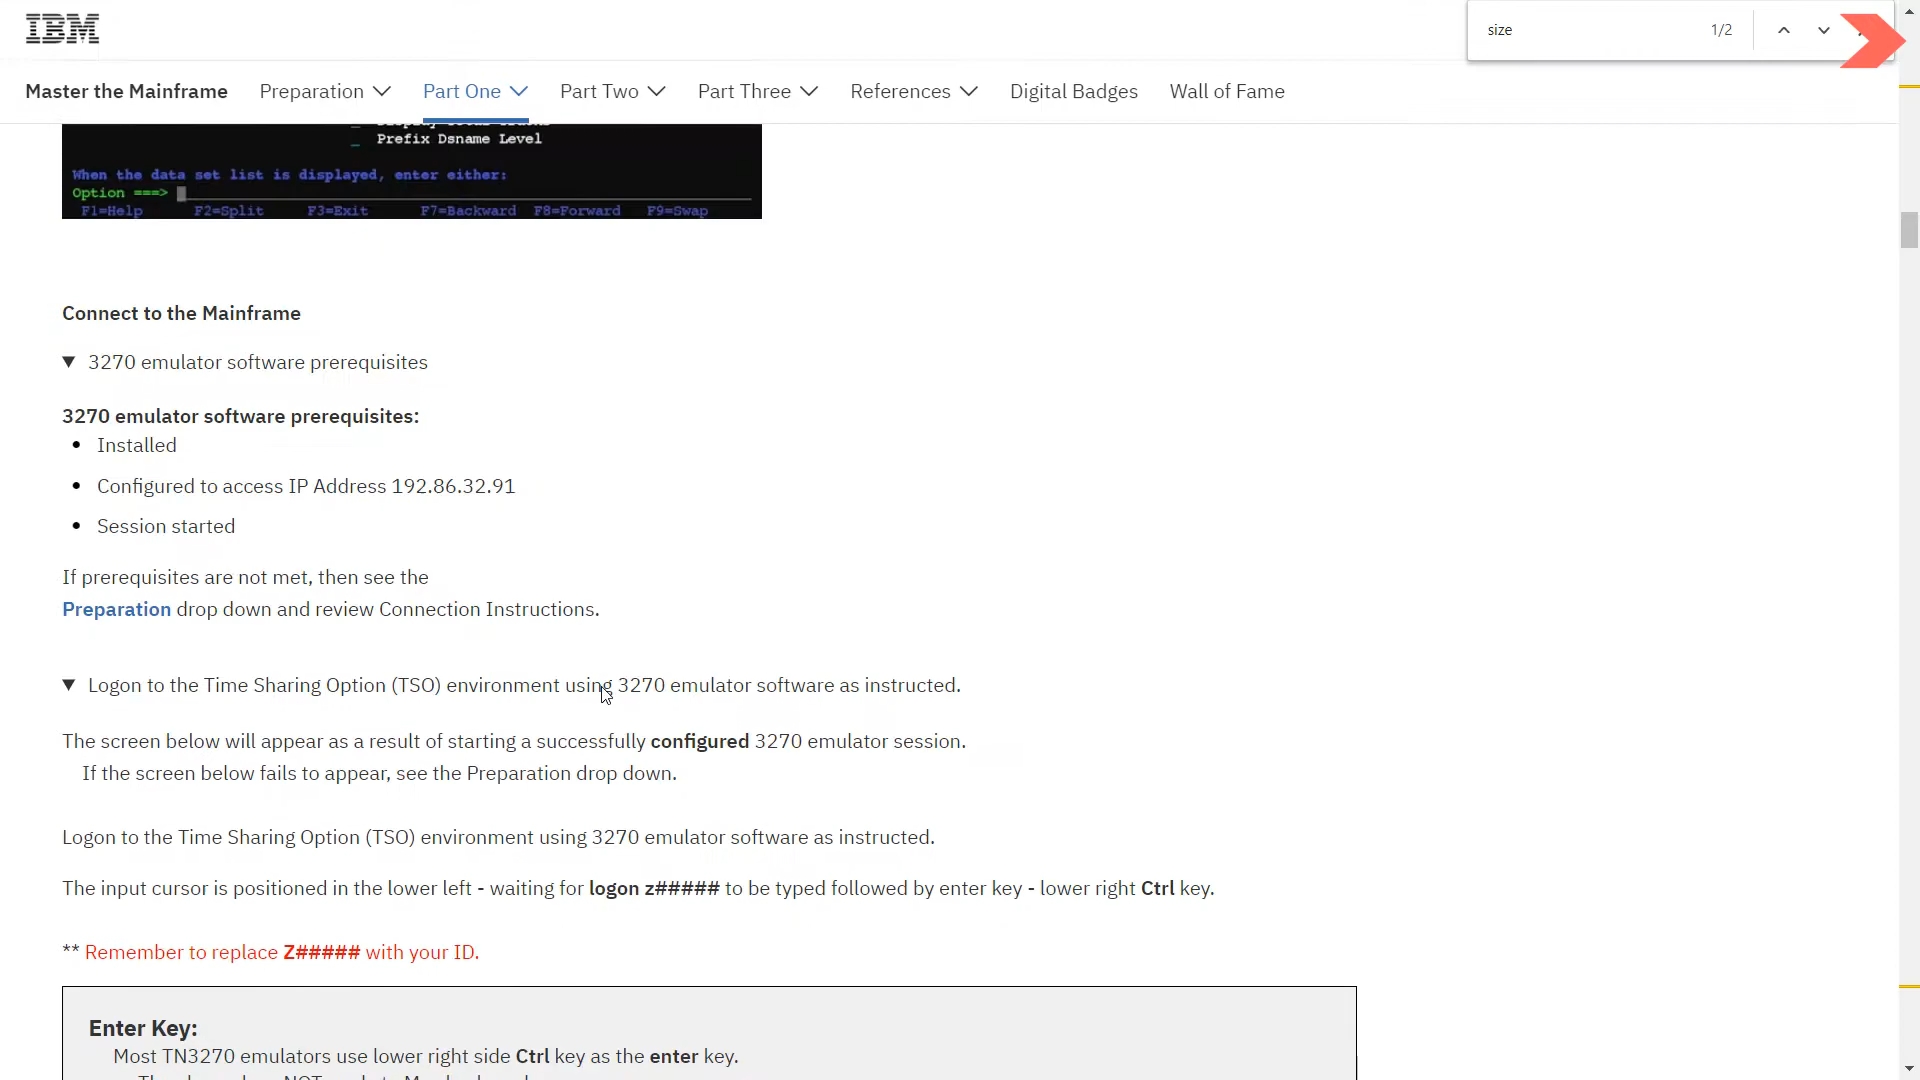 IBM
size 1/2
Master the Mainframe Preparation Part One Part Two Part Three References Digital Badges Wall of Fame
Prefix Dsname Level
When the data set list is displayed, enter either:
Option ===>
F1=Help F2=Split F3=Exit F7=Backward F8=Forward F9=Swap
Connect to the Mainframe
3270 emulator software prerequisites
3270 emulator software prerequisites:
Installed
Configured to access IP Address 192.86.32.91
Session started
If prerequisites are not met, then see the
Preparation drop down and review Connection Instructions.
Logon to the Time Sharing Option (TSO) environment using 3270 emulator software as instructed.
The screen below will appear as a result of starting a successfully configured 3270 emulator session.
If the screen below fails to appear, see the Preparation drop down.
Logon to the Time Sharing Option (TSO) environment using 3270 emulator software as instructed.
The input cursor is positioned in the lower left - waiting for logon z##### to be typed followed by enter key - lower right Ctrl key.
** Remember to replace Z##### with your ID.
Enter Key:
Most TN3270 emulators use lower right side Ctrl key as the enter key.